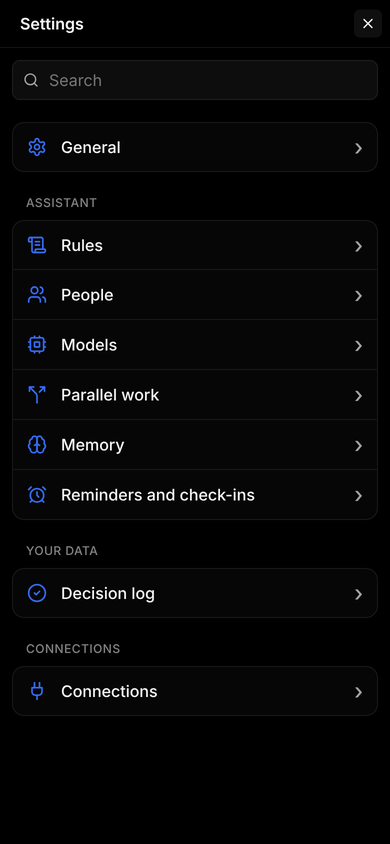 Settings
Search
General
ASSISTANT
Rules
People
Models
Parallel work
Memory
Reminders and check-ins
YOUR DATA
Decision log
CONNECTIONS
Connections